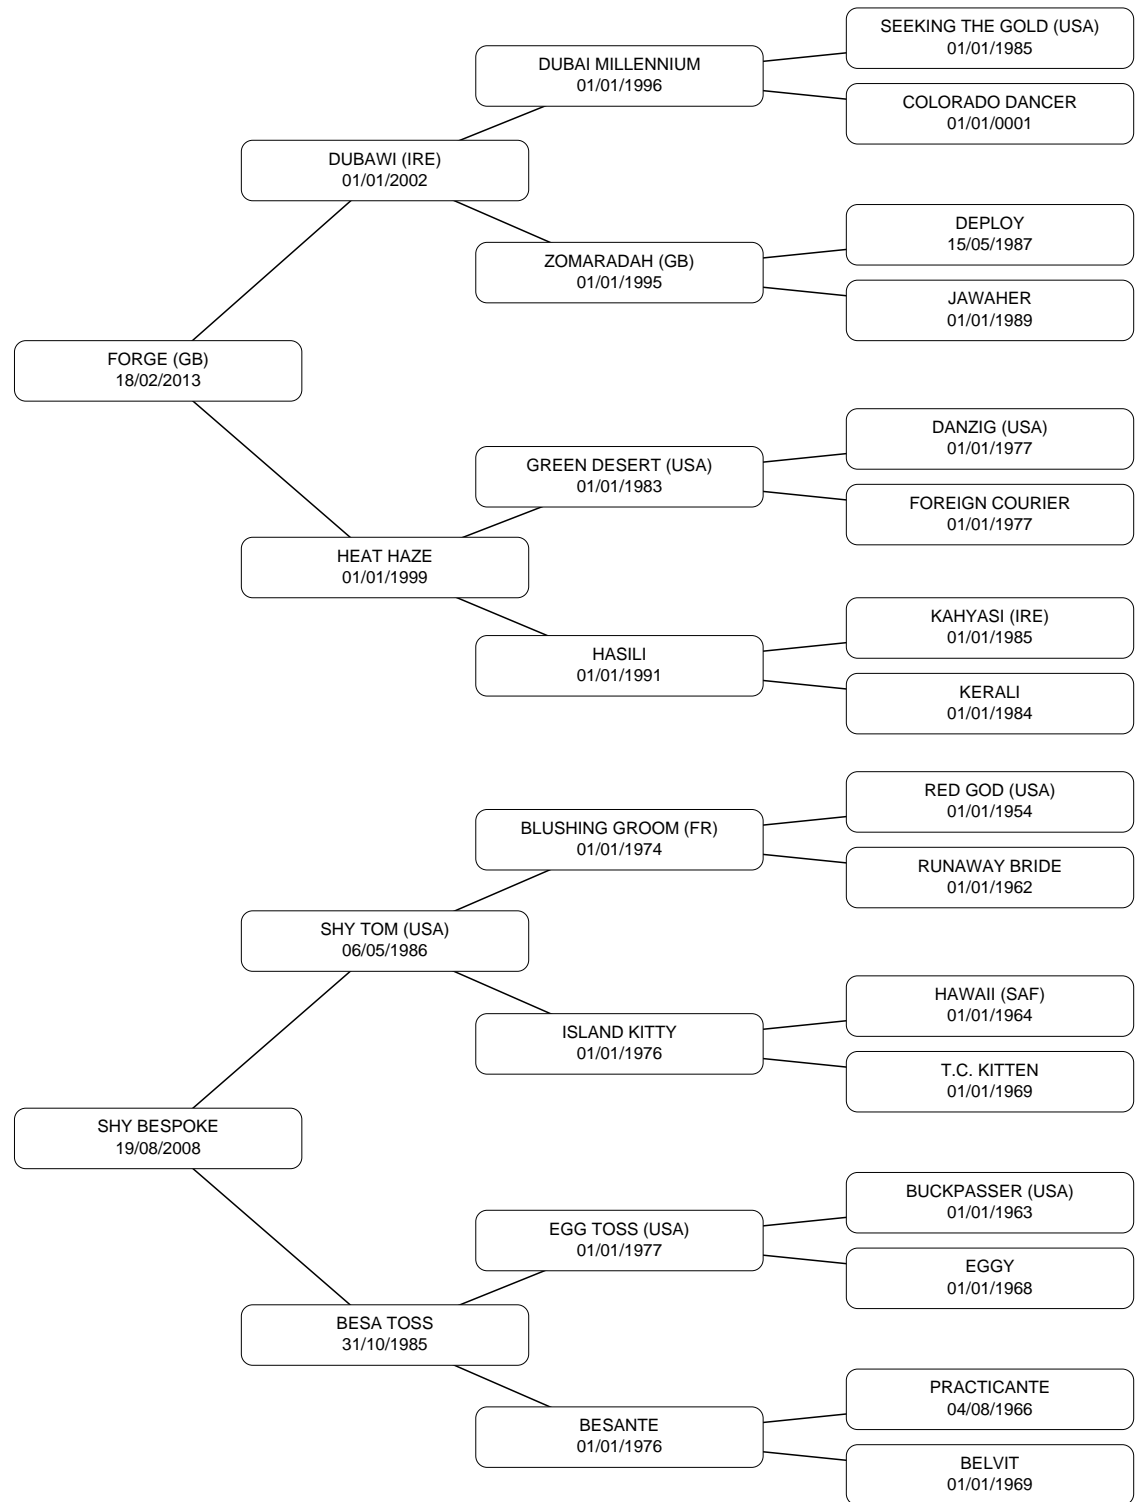 SEEKING THE GOLD (USA)
01/01/1985
DUBAI MILLENNIUM
01/01/1996
COLORADO DANCER
01/01/0001
DUBAWI (IRE)
01/01/2002
DEPLOY
15/05/1987
ZOMARADAH (GB)
01/01/1995
JAWAHER
01/01/1989
FORGE (GB)
18/02/2013
DANZIG (USA)
01/01/1977
GREEN DESERT (USA)
01/01/1983
FOREIGN COURIER
01/01/1977
HEAT HAZE
01/01/1999
KAHYASI (IRE)
01/01/1985
HASILI
01/01/1991
KERALI
01/01/1984
RED GOD (USA)
01/01/1954
BLUSHING GROOM (FR)
01/01/1974
RUNAWAY BRIDE
01/01/1962
SHY TOM (USA)
06/05/1986
HAWAII (SAF)
01/01/1964
ISLAND KITTY
01/01/1976
T.C. KITTEN
01/01/1969
SHY BESPOKE
19/08/2008
BUCKPASSER (USA)
01/01/1963
EGG TOSS (USA)
01/01/1977
EGGY
01/01/1968
BESA TOSS
31/10/1985
PRACTICANTE
04/08/1966
BESANTE
01/01/1976
BELVIT
01/01/1969